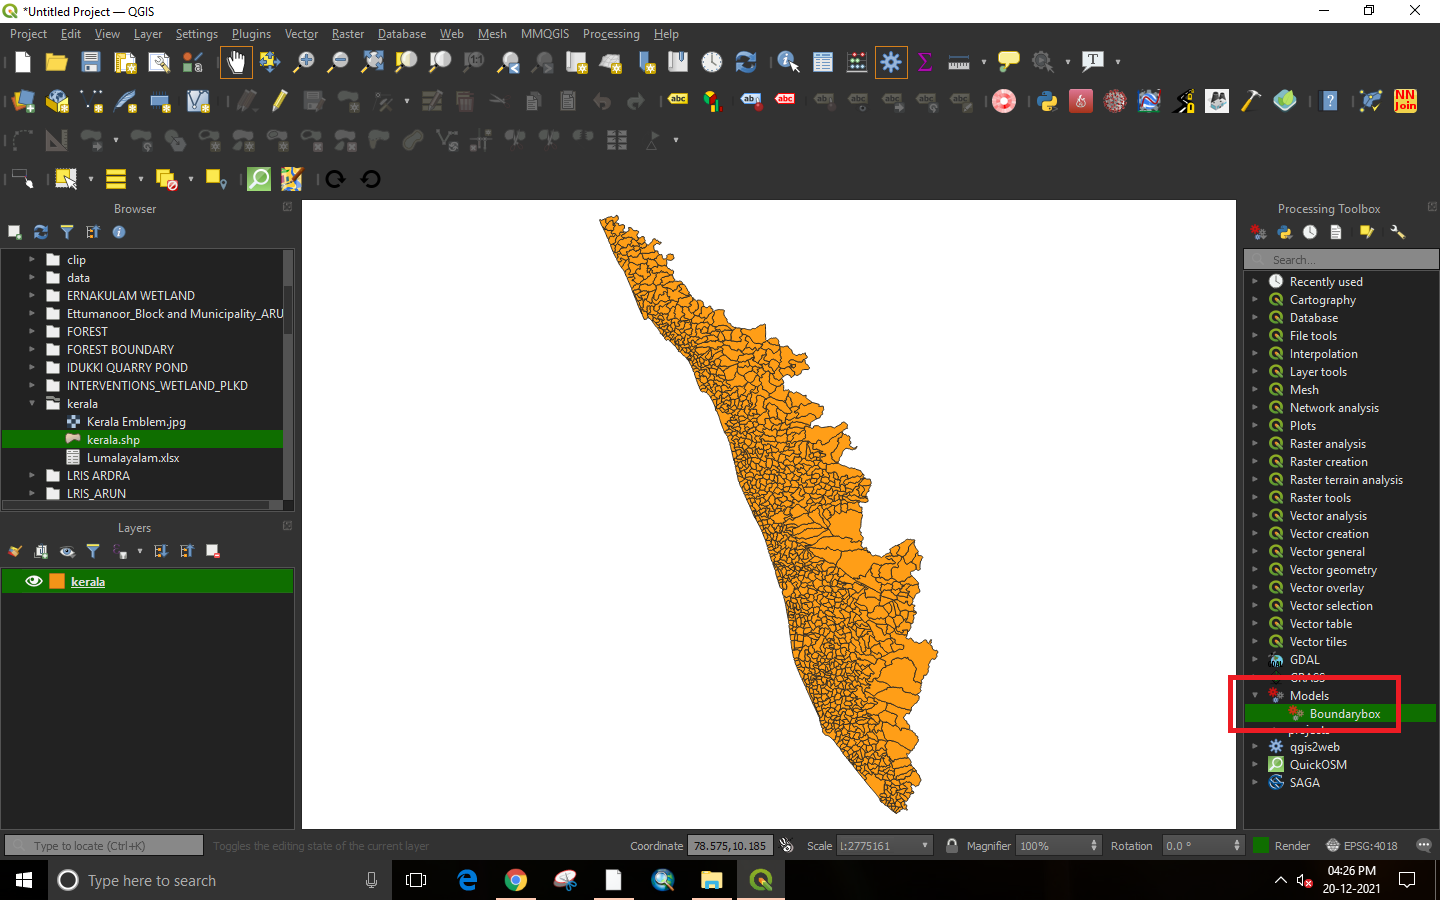 *Untitled Project — QGIS
Project Edit View Layer Settings Plugins Vector Raster Database Web Mesh MMQGIS Processing Help
T
abc abc abc
NN
Join
Browser
clip
data
ERNAKULAM WETLAND
Ettumanoor_Block and Municipality_ARU
FOREST
FOREST BOUNDARY
IDUKKI QUARRY POND
INTERVENTIONS_WETLAND_PLKD
kerala
Kerala Emblem.jpg
kerala.shp
Lumalayalam.xlsx
LRIS ARDRA
LRIS_ARUN
Layers
kerala
Processing Toolbox
Search...
Recently used
Cartography
Database
File tools
Interpolation
Layer tools
Mesh
Network analysis
Plots
Raster analysis
Raster creation
Raster terrain analysis
Raster tools
Vector analysis
Vector creation
Vector general
Vector geometry
Vector overlay
Vector selection
Vector table
Vector tiles
GDAL
GRASS
Models
Boundarybox
projects
qgis2web
QuickOSM
SAGA
Type to locate (Ctrl+K) Toggles the editing state of the current layer Coordinate 78.575,10.185 Scale 1:2775161 Magnifier 100% Rotation 0.0 ° Render EPSG:4018
Type here to search
04:26 PM
20-12-2021